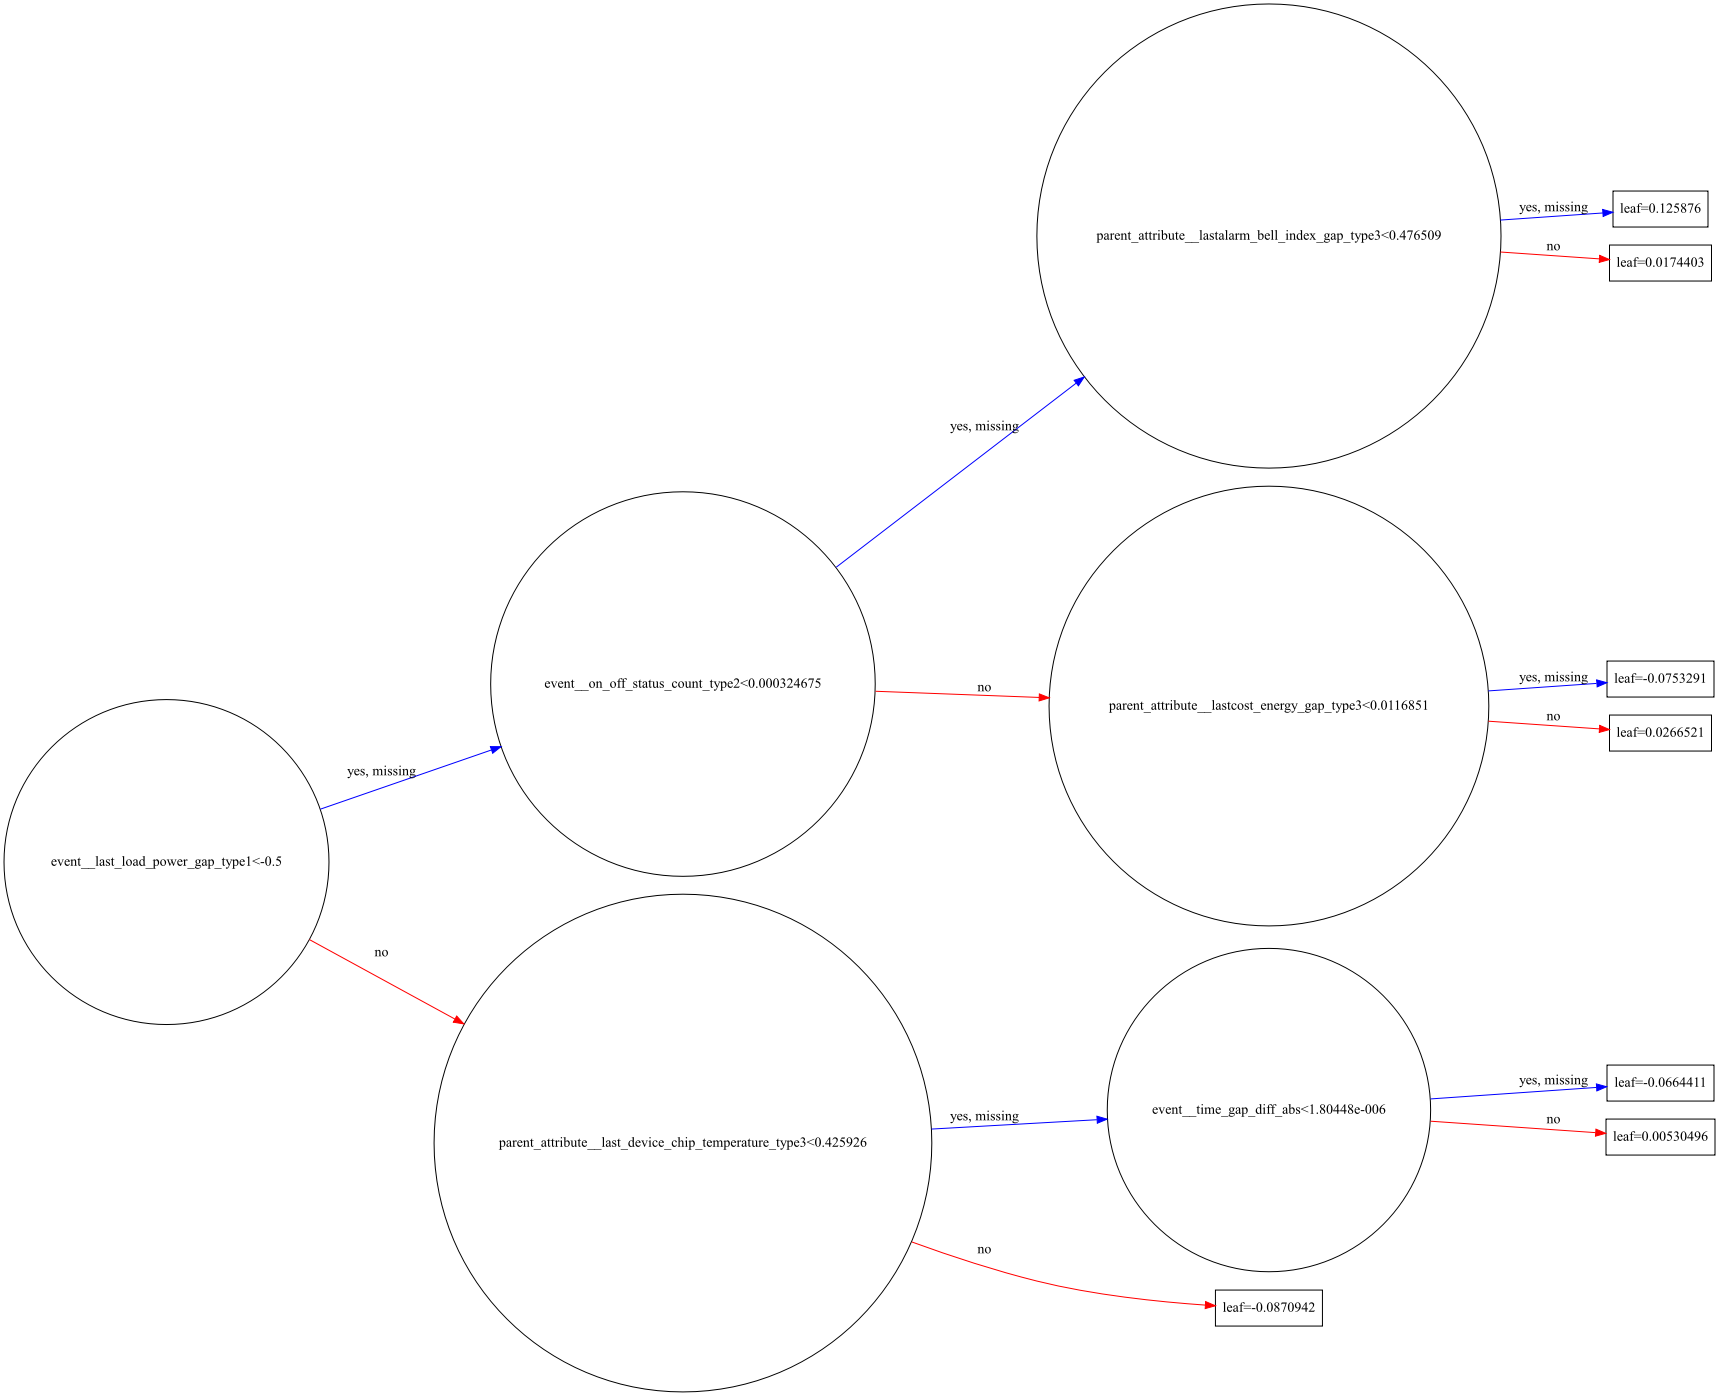 parent_attribute__lastalarm_bell_index_gap_type3<0.476509
yes, missing
leaf=0.125876
no
leaf=0.0174403
yes, missing
event__on_off_status_count_type2<0.000324675
no
parent_attribute__lastcost_energy_gap_type3<0.0116851
yes, missing
leaf=-0.0753291
no
leaf=0.0266521
yes, missing
event__last_load_power_gap_type1<-0.5
no
parent_attribute__last_device_chip_temperature_type3<0.425926
yes, missing
event__time_gap_diff_abs<1.80448e-006
yes, missing
leaf=-0.0664411
no
leaf=0.00530496
no
leaf=-0.0870942